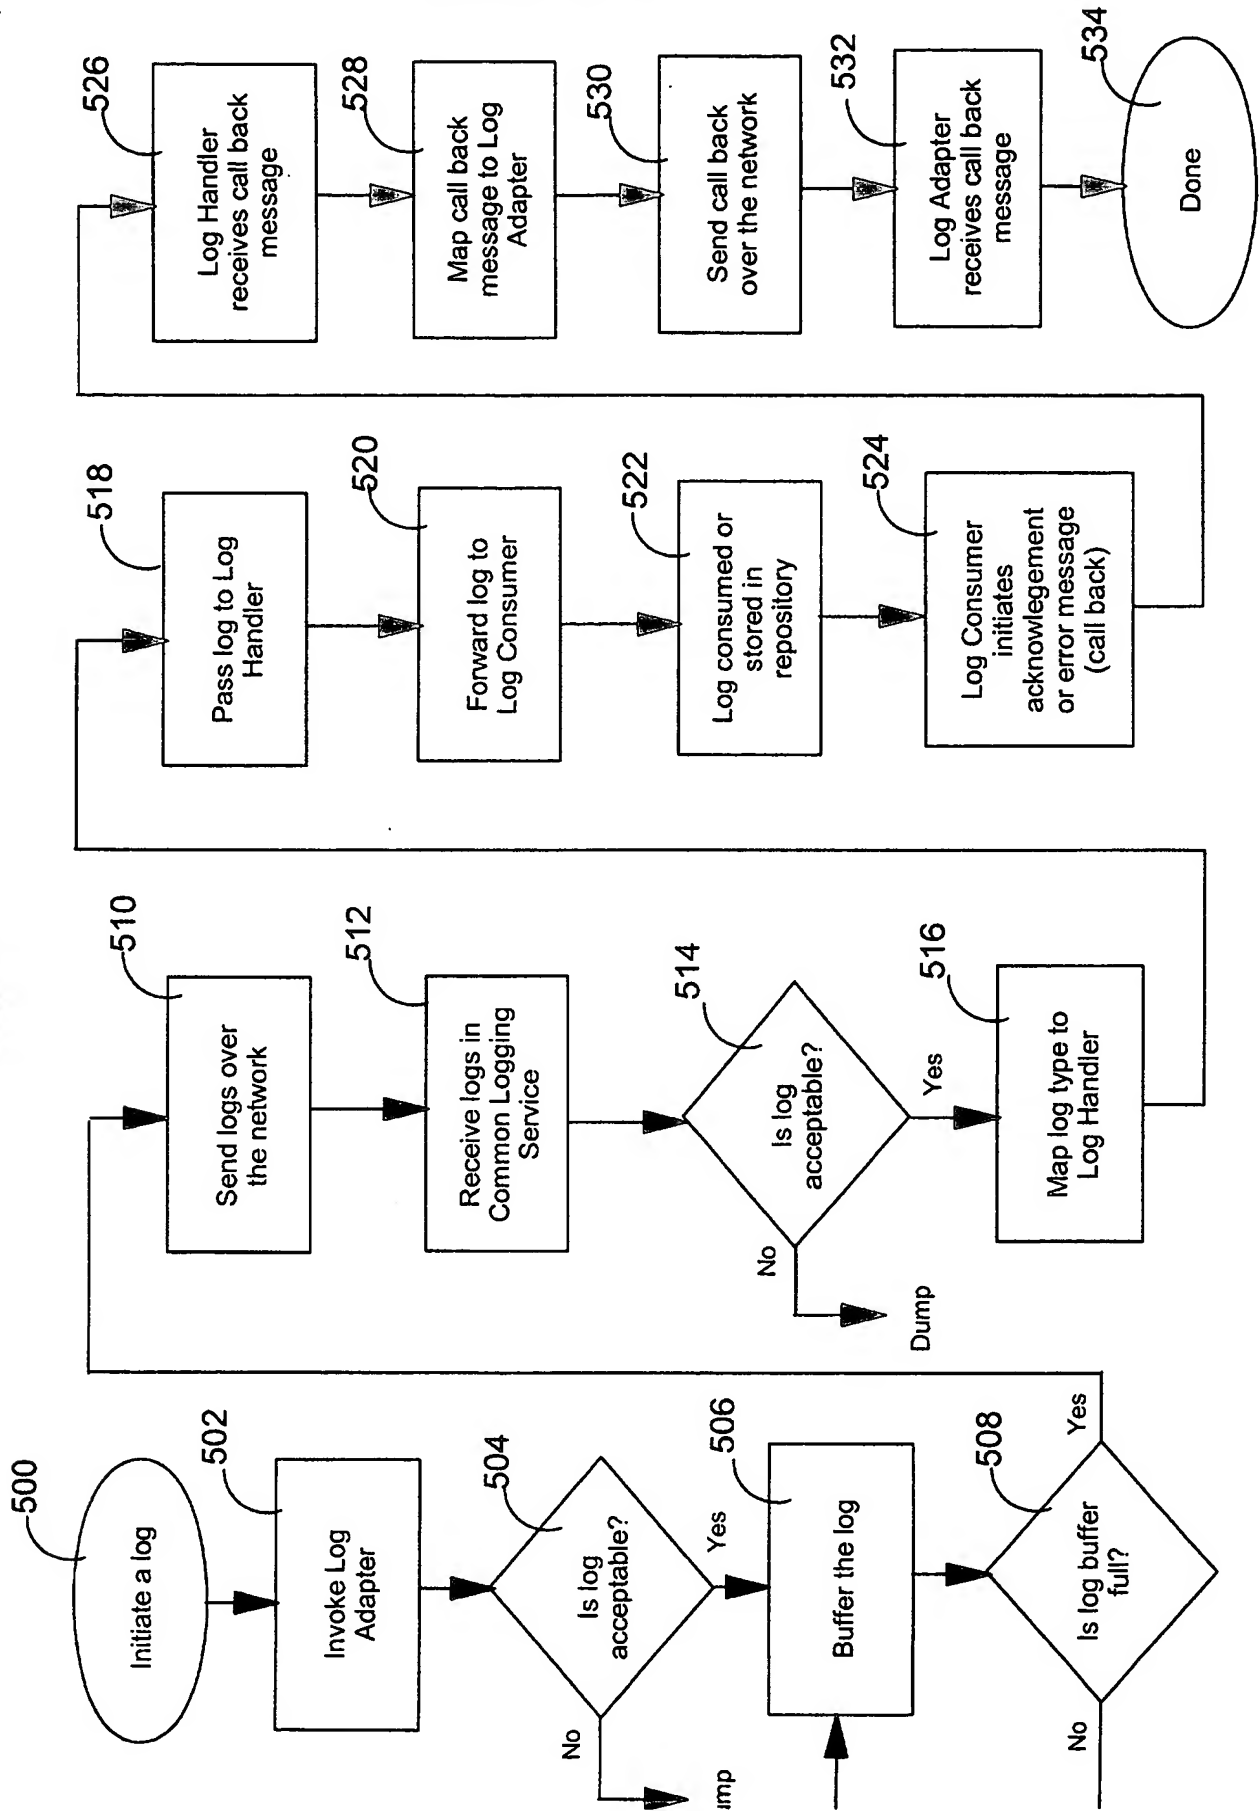 500
Initiate a log
502
Invoke Log
Adapter
504
Is log
acceptable?
No
Yes
506
Buffer the log
508
Is log buffer
full?
No
Yes
510
Send logs over
the network
512
Receive logs in
Common Logging
Service
514
Is log
acceptable?
No
Dump
Yes
516
Map log type to
Log Handler
518
Pass log to Log
Handler
520
Forward log to
Log Consumer
522
Log consumed or
stored in
repository
524
Log Consumer
initiates
acknowlegement
or error message
(call back)
526
Log Handler
receives call back
message
528
Map call back
message to Log
Adapter
530
Send call back
over the network
532
Log Adapter
receives call back
message
534
Done